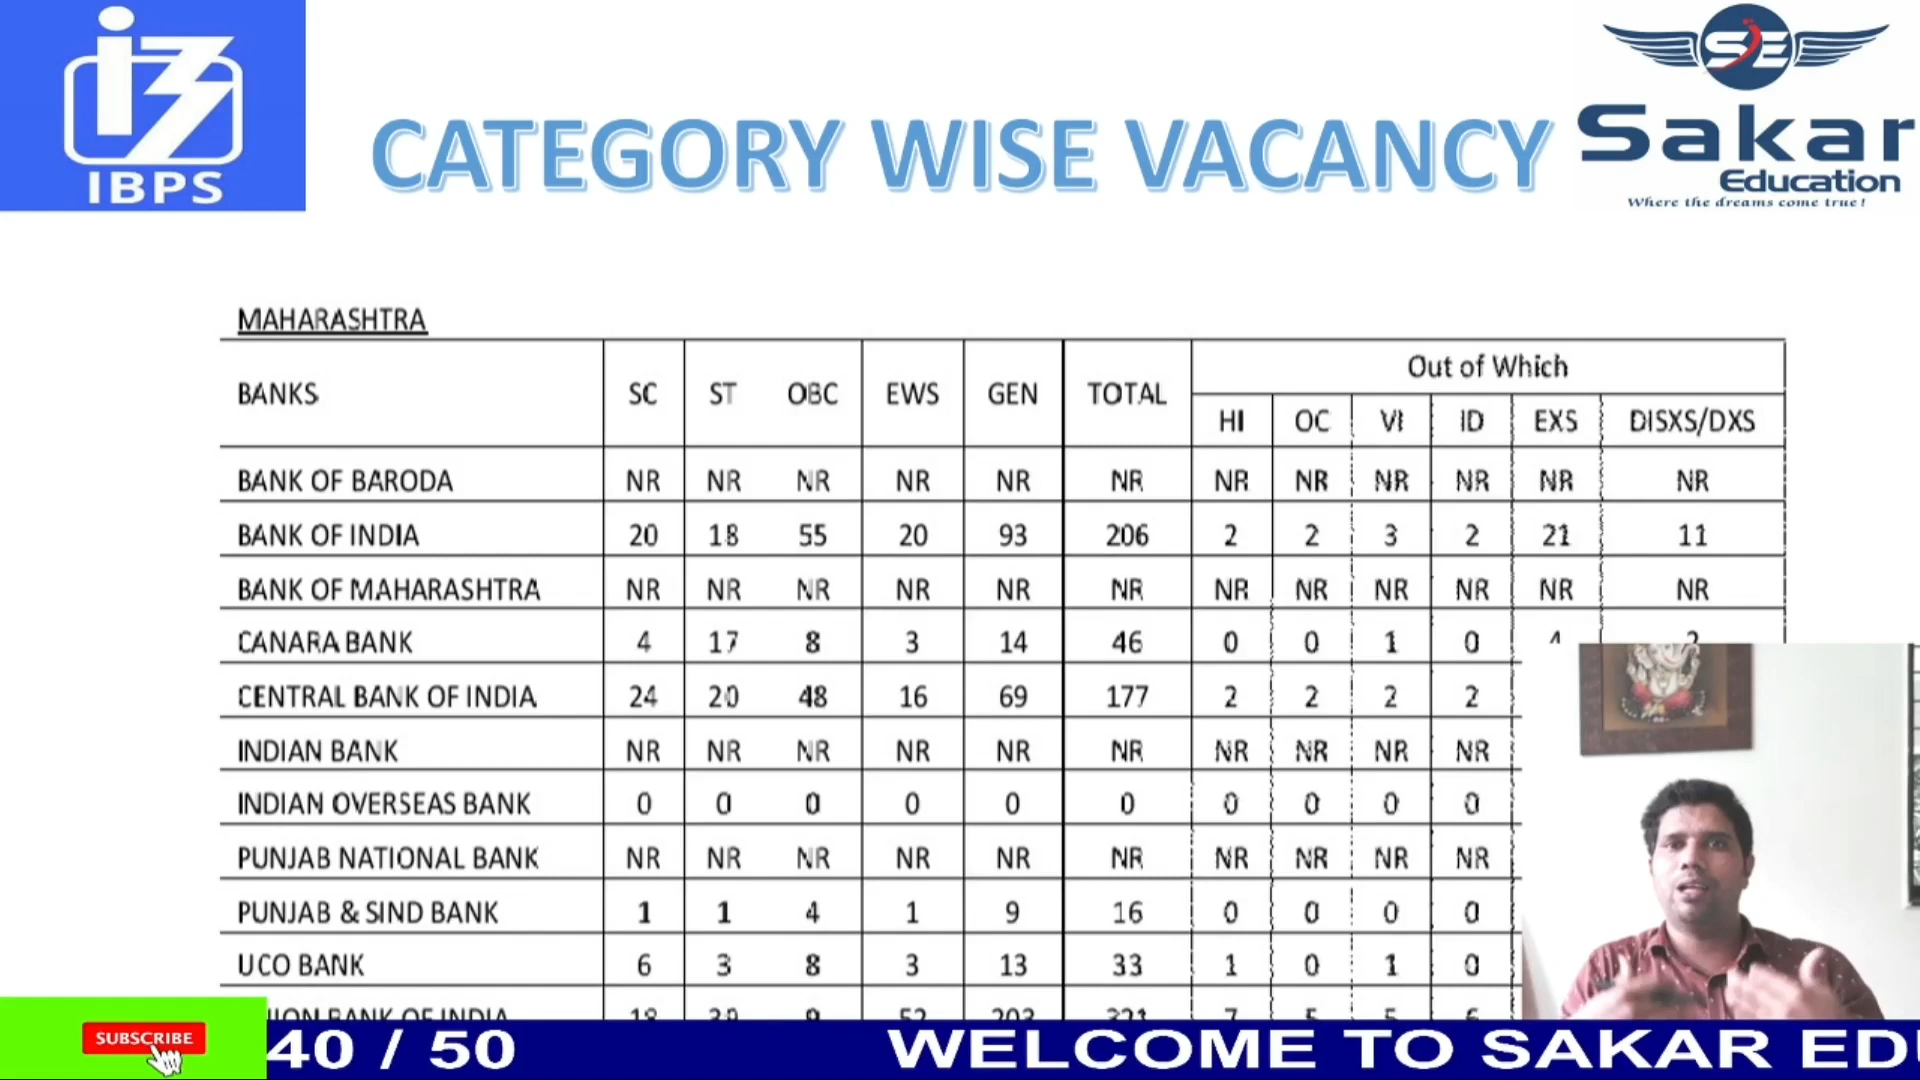 IBPS
CATEGORY WISE VACANCY
SE
Sakar
Education
Where the dreams come true!
MAHARASHTRA
BANKS SC ST OBC EWS GEN TOTAL Out of Which
HI OC VI ID EXS DISXS/DXS
BANK OF BARODA NR NR NR NR NR NR NR NR NR NR NR NR
BANK OF INDIA 20 18 55 20 93 206 2 2 3 2 21 11
BANK OF MAHARASHTRA NR NR NR NR NR NR NR NR NR NR NR NR
CANARA BANK 4 17 8 3 14 46 0 0 1 0
CENTRAL BANK OF INDIA 24 20 48 16 69 177 2 2 2 2
INDIAN BANK NR NR NR NR NR NR NR NR NR NR
INDIAN OVERSEAS BANK 0 0 0 0 0 0 0 0 0 0
PUNJAB NATIONAL BANK NR NR NR NR NR NR NR NR NR NR
PUNJAB & SIND BANK 1 1 4 1 9 16 0 0 0 0
UCO BANK 6 3 8 3 13 33 1 0 1 0
BANK OF INDIA
SUBSCRIBE
40 / 50 WELCOME TO SAKAR